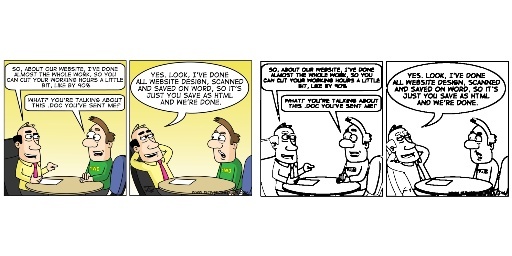 SO, ABOUT OUR WEBSITE, I'VE DONE
ALMOST THE WHOLE WORK, SO YOU
CAN CUT YOUR WORKING HOURS A LITTLE
BIT, LIKE BY 90%
WHAT? YOU'RE TALKING ABOUT
THIS .DOC YOU'VE SENT ME?
YES. LOOK, I'VE DONE
ALL WEBSITE DESIGN, SCANNED
AND SAVED ON WORD, SO IT'S
JUST YOU SAVE AS HTML
AND WE'RE DONE.
SO, ABOUT OUR WEBSITE, I'VE DONE
ALMOST THE WHOLE WORK, SO YOU
CAN CUT YOUR WORKING HOURS A LITTLE
BIT, LIKE BY 90%
WHAT? YOU'RE TALKING ABOUT
THIS .DOC YOU'VE SENT ME?
YES. LOOK, I'VE DONE
ALL WEBSITE DESIGN, SCANNED
AND SAVED ON WORD, SO IT'S
JUST YOU SAVE AS HTML
AND WE'RE DONE.